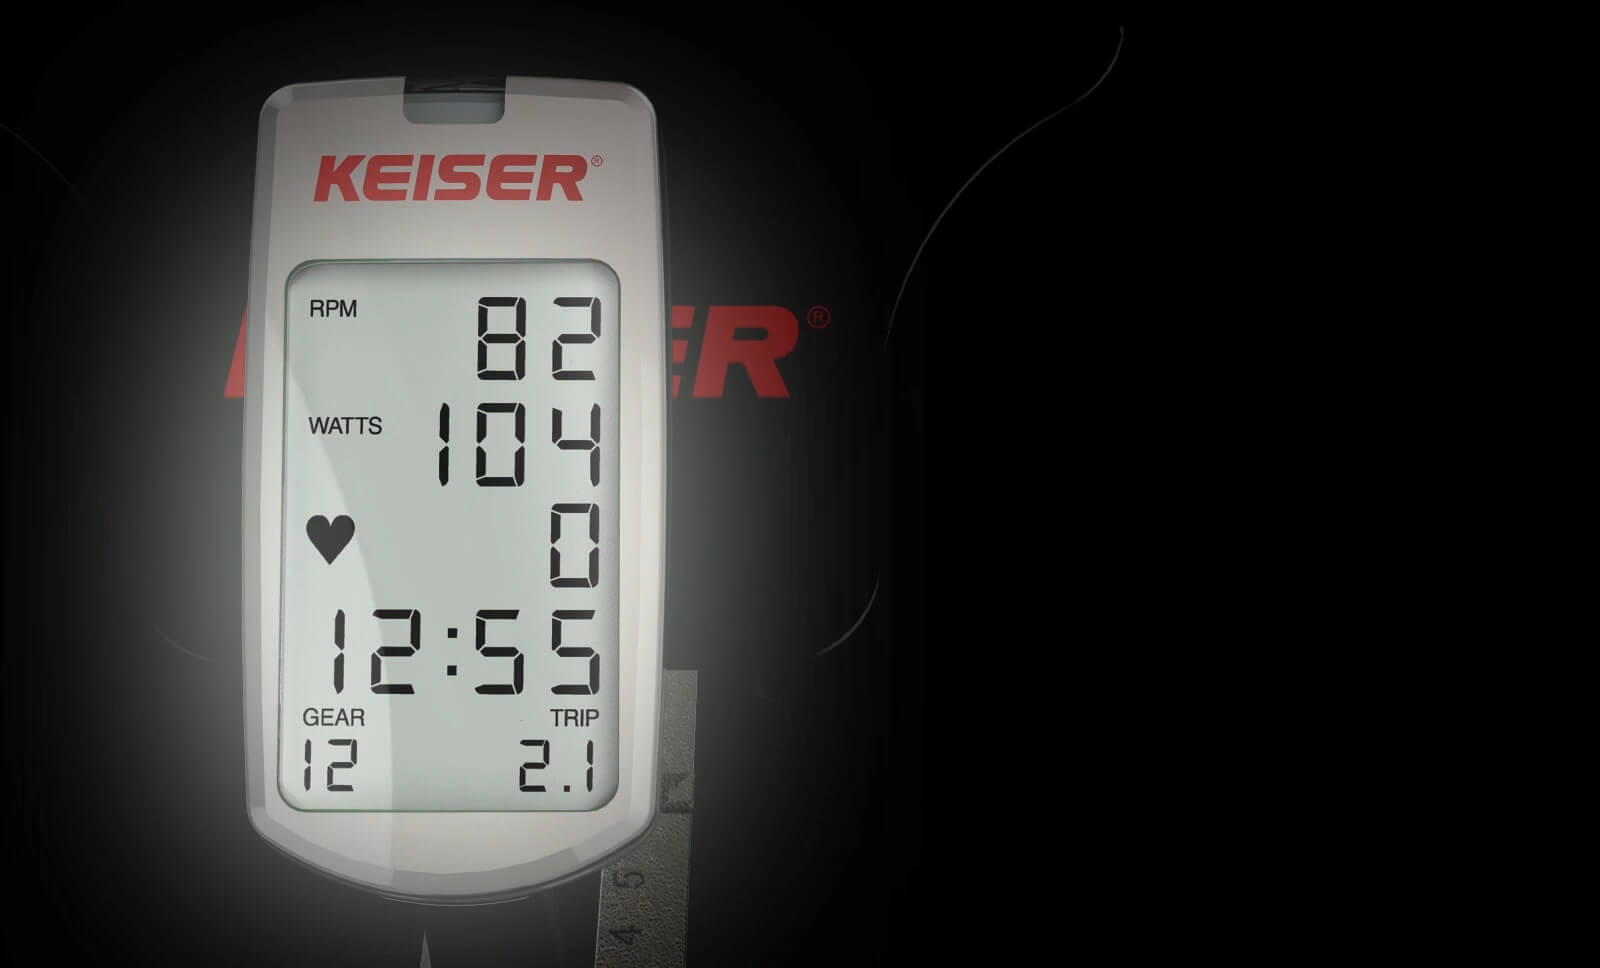 KEISER®
ER®
RPM 82
WATTS 104
♥ 0
12:55
GEAR TRIP
12 2.1
5
4